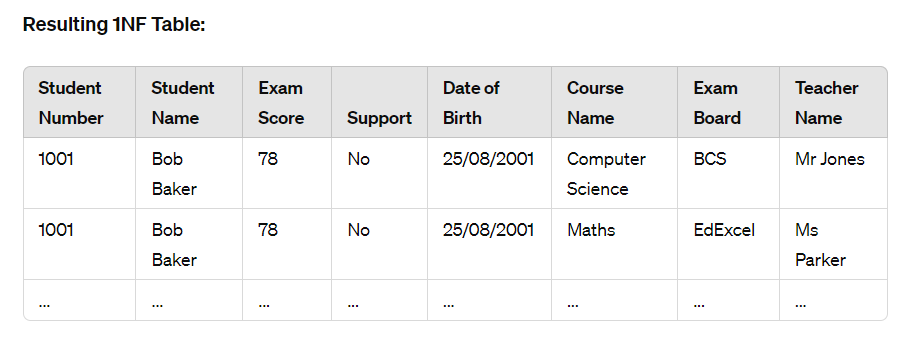 Resulting 1NF Table:
Student Number | Student Name | Exam Score | Support | Date of Birth | Course Name | Exam Board | Teacher Name
1001 | Bob Baker | 78 | No | 25/08/2001 | Computer Science | BCS | Mr Jones
1001 | Bob Baker | 78 | No | 25/08/2001 | Maths | EdExcel | Ms Parker
... | ... | ... | ... | ... | ... | ... | ...